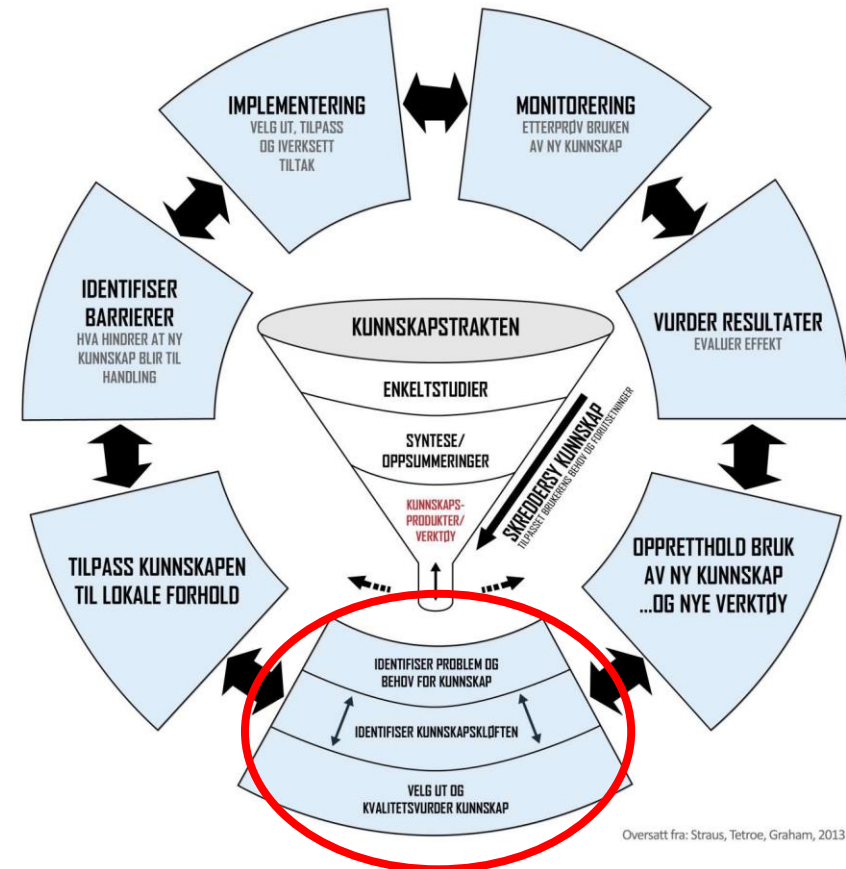 IMPLEMENTERING
VELG UT, TILPASS
OG IVERKSETT
TILTAK
MONITORERING
ETTERPRØV BRUKEN
AV NY KUNNSKAP
IDENTIFISER
BARRIERER
HVA HINDRER AT NY
KUNNSKAP BLIR TIL
HANDLING
KUNNSKAPSTRAKTEN
ENKELTSTUDIER
SYNTESE/
OPPSUMMERINGER
KUNNSKAPS-
PRODUKTER/
VERKTØY
SKREDDERSY KUNNSKAP
TILPASSET BRUKERENS BEHOV OG FORUTSETNINGER
VURDER RESULTATER
EVALUER EFFEKT
TILPASS KUNNSKAPEN
TIL LOKALE FORHOLD
OPPRETTHOLD BRUK
AV NY KUNNSKAP
...OG NYE VERKTØY
IDENTIFISER PROBLEM OG
BEHOV FOR KUNNSKAP
IDENTIFISER KUNNSKAPSKLØFTEN
VELG UT OG
KVALITETSVURDER KUNNSKAP
Oversatt fra: Straus, Tetroe, Graham, 2013